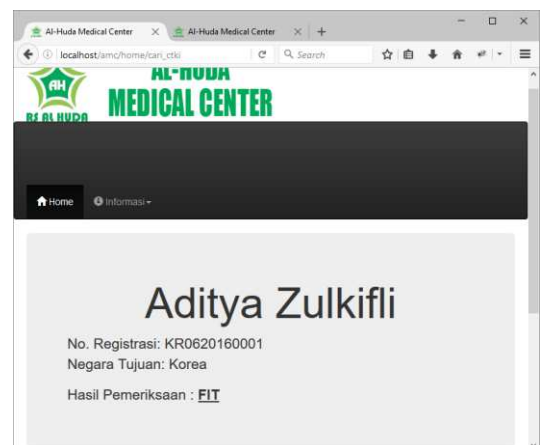 Al-Huda Medical Center
Al-Huda Medical Center
localhost/amc/home/cari_ctki
Search
AH
RS AL HUDA
AL-HUDA
MEDICAL CENTER
Home
Informasi
Aditya Zulkifli
No. Registrasi: KR0620160001
Negara Tujuan: Korea
Hasil Pemeriksaan : FIT